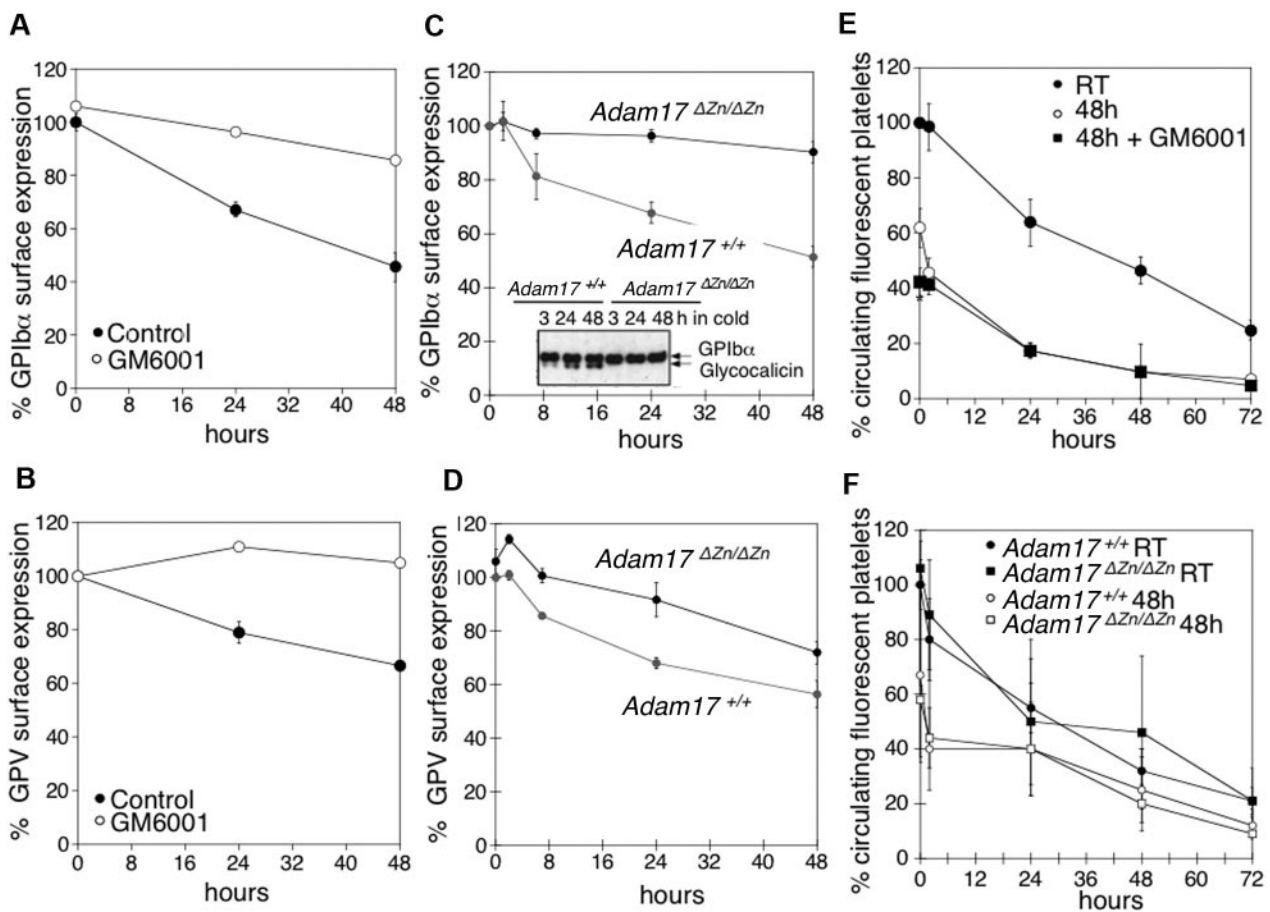 A
% GPIbα surface expression
120
100
80
60
40
20
0
Control
GM6001
0 8 16 24 32 40 48
hours
B
% GPV surface expression
120
100
80
60
40
20
0
Control
GM6001
0 8 16 24 32 40 48
hours
C
% GPIbα surface expression
120
100
80
60
40
20
0
Adam17 ΔZn/ΔZn
Adam17 +/+
Adam17 +/+ Adam17 ΔZn/ΔZn
3 24 48 3 24 48 h in cold
GPIbα
Glycocalicin
0 8 16 24 32 40 48
hours
D
% GPV surface expression
120
100
80
60
40
20
0
Adam17 ΔZn/ΔZn
Adam17 +/+
0 8 16 24 32 40 48
hours
E
% circulating fluorescent platelets
120
100
80
60
40
20
0
RT
48h
48h + GM6001
0 12 24 36 48 60 72
hours
F
% circulating fluorescent platelets
120
100
80
60
40
20
0
Adam17 +/+ RT
Adam17 ΔZn/ΔZn RT
Adam17 +/+ 48h
Adam17 ΔZn/ΔZn 48h
0 12 24 36 48 60 72
hours